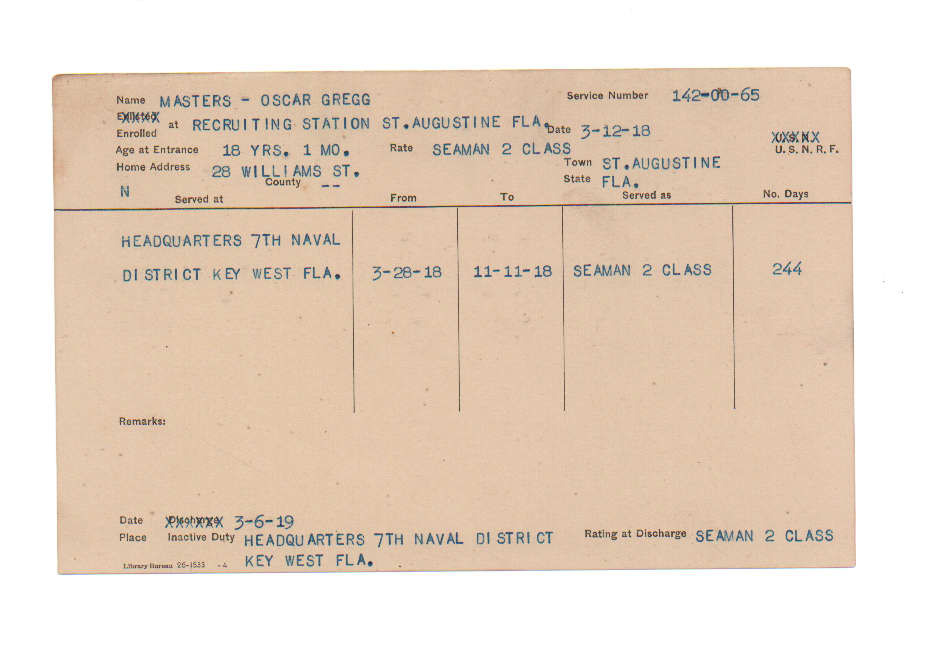 Name MASTERS - OSCAR GREGG Service Number 142-00-65
Enlisted
Enrolled at RECRUITING STATION ST.AUGUSTINE FLA. Date 3-12-18 U.S.N.
Age at Entrance 18 YRS. 1 MO. Rate SEAMAN 2 CLASS U. S. N. R. F.
Home Address 28 WILLIAMS ST. Town ST.AUGUSTINE
N County -- State FLA.
Served at From To Served as No. Days
HEADQUARTERS 7TH NAVAL
DISTRICT KEY WEST FLA. 3-28-18 11-11-18 SEAMAN 2 CLASS 244
Remarks:
Date Discharge 3-6-19
Place Inactive Duty HEADQUARTERS 7TH NAVAL DISTRICT Rating at Discharge SEAMAN 2 CLASS
Library Bureau 26-1533 KEY WEST FLA.